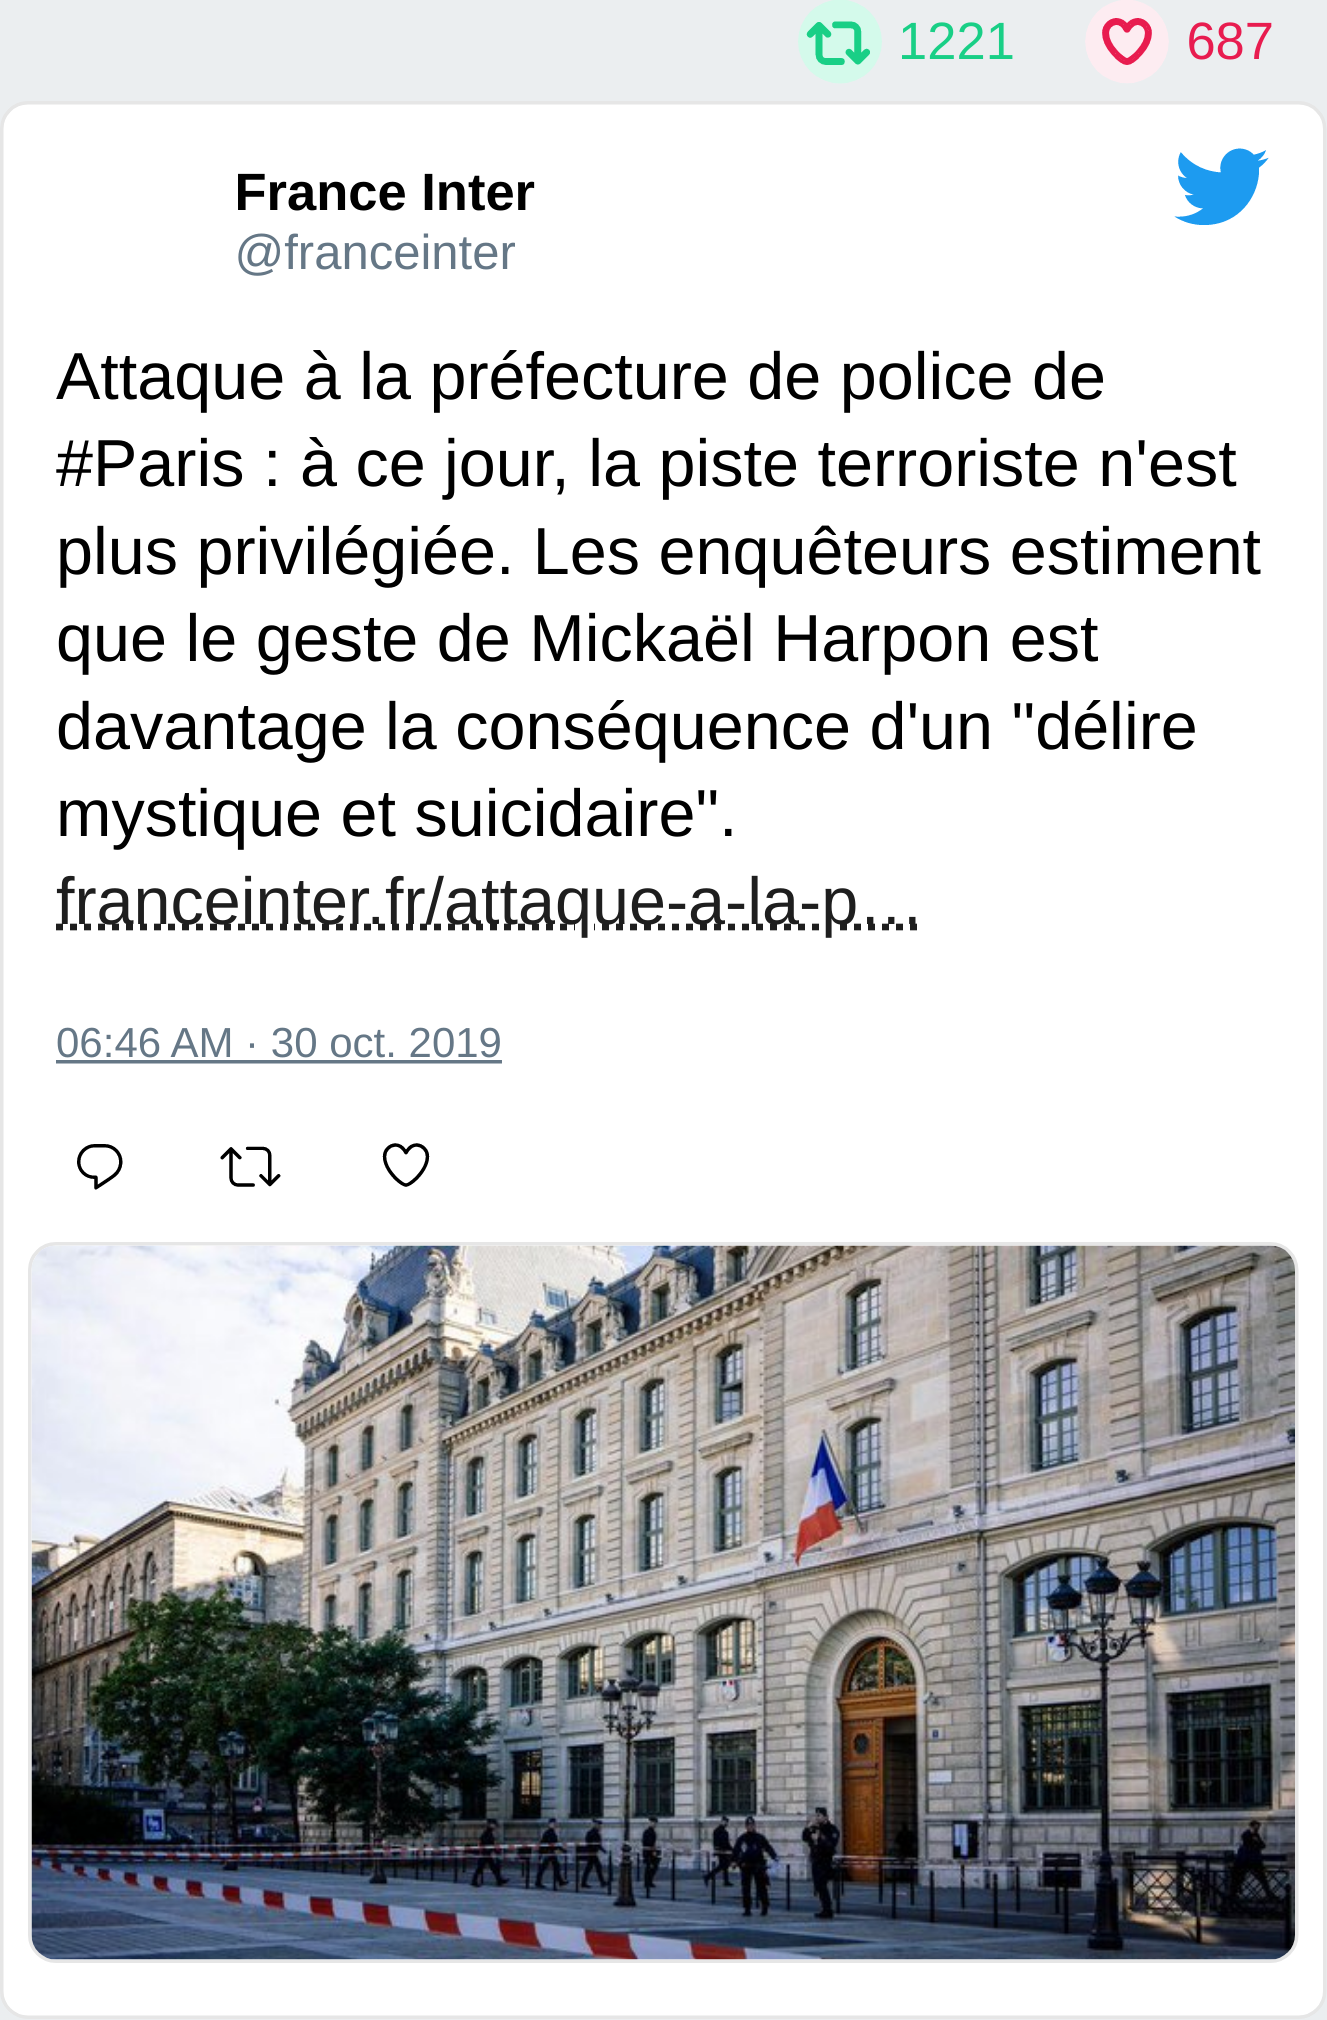 1221 687
France Inter
@franceinter
Attaque à la préfecture de police de
#Paris : à ce jour, la piste terroriste n'est
plus privilégiée. Les enquêteurs estiment
que le geste de Mickaël Harpon est
davantage la conséquence d'un "délire
mystique et suicidaire".
franceinter.fr/attaque-a-la-p…
06:46 AM · 30 oct. 2019